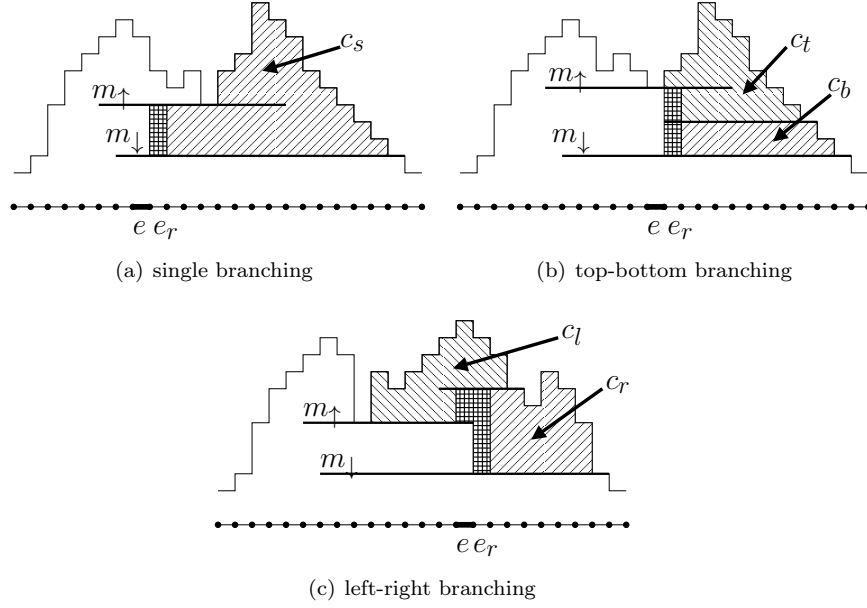 c_s
m↑
m↓
e e_r
(a) single branching
c_t
m↑
c_b
m↓
e e_r
(b) top-bottom branching
c_l
c_r
m↑
m↓
e e_r
(c) left-right branching